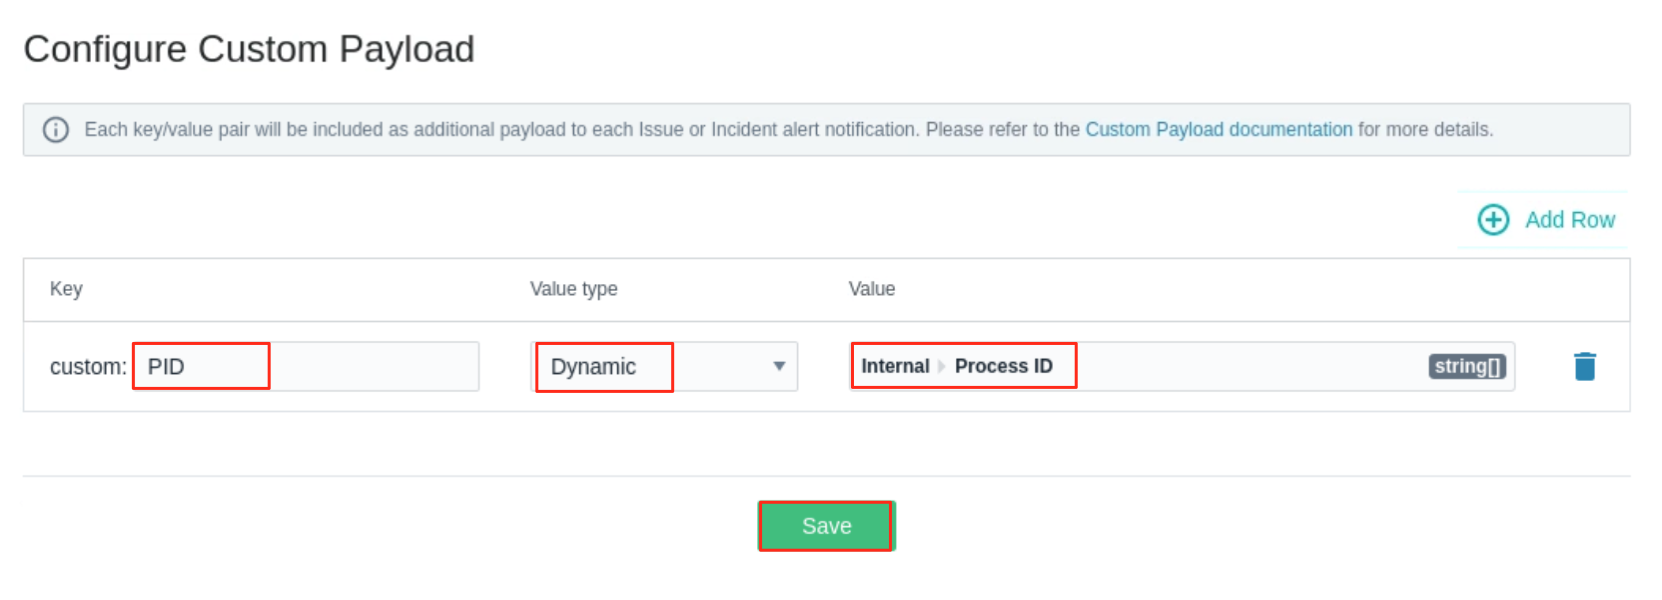 Configure Custom Payload
Each key/value pair will be included as additional payload to each Issue or Incident alert notification. Please refer to the Custom Payload documentation for more details.
Add Row
Key Value type Value
custom: PID Dynamic Internal Process ID string[]
Save